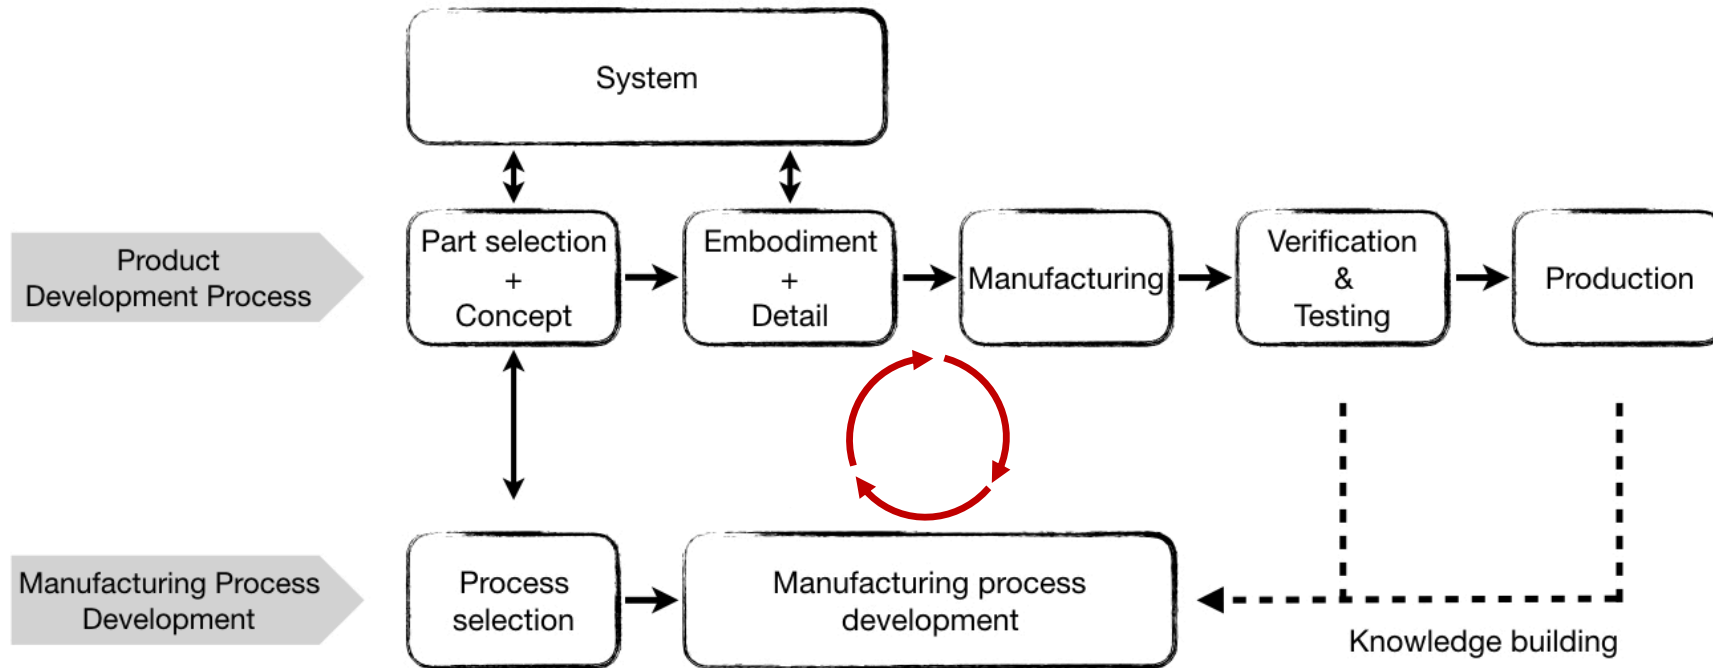 System
Product
Development Process
Part selection
+
Concept
Embodiment
+
Detail
Manufacturing
Verification
&
Testing
Production
Manufacturing Process
Development
Process
selection
Manufacturing process
development
Knowledge building